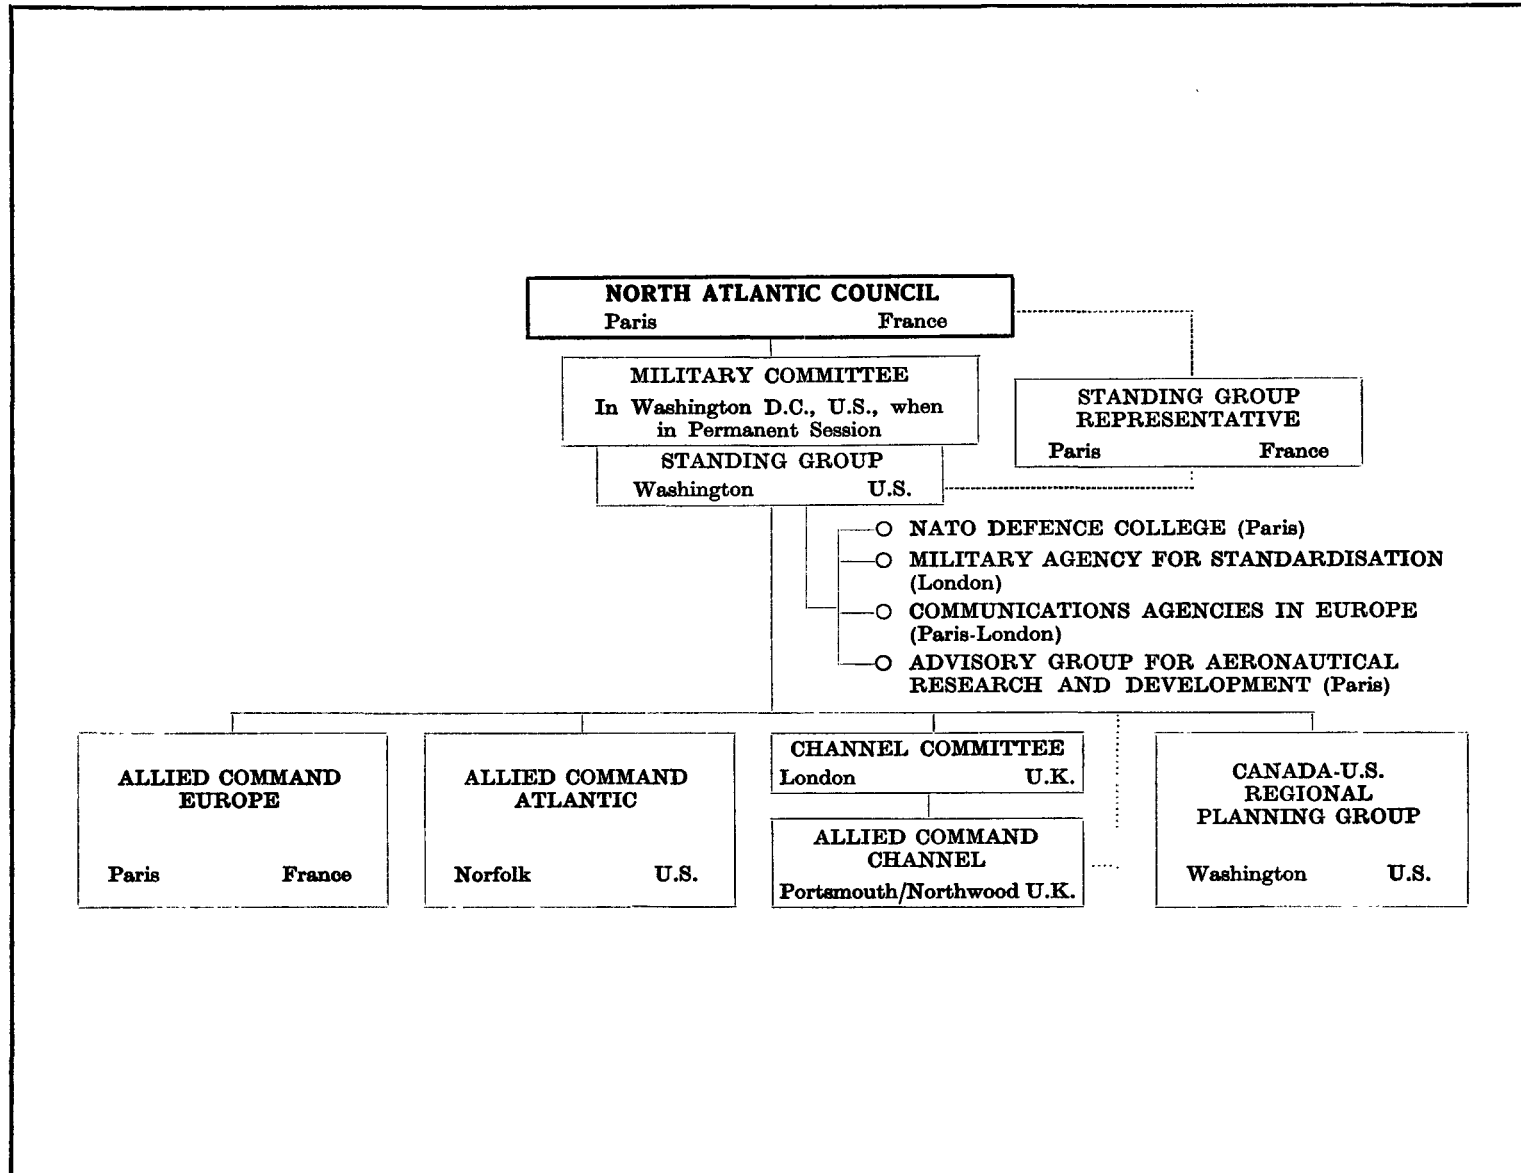 NORTH ATLANTIC COUNCIL
Paris France
MILITARY COMMITTEE
In Washington D.C., U.S., when
in Permanent Session
STANDING GROUP
REPRESENTATIVE
Paris France
STANDING GROUP
Washington U.S.
NATO DEFENCE COLLEGE (Paris)
MILITARY AGENCY FOR STANDARDISATION
(London)
COMMUNICATIONS AGENCIES IN EUROPE
(Paris-London)
ADVISORY GROUP FOR AERONAUTICAL
RESEARCH AND DEVELOPMENT (Paris)
ALLIED COMMAND
EUROPE
Paris France
ALLIED COMMAND
ATLANTIC
Norfolk U.S.
CHANNEL COMMITTEE
London U.K.
ALLIED COMMAND
CHANNEL
Portsmouth/Northwood U.K.
CANADA-U.S.
REGIONAL
PLANNING GROUP
Washington U.S.